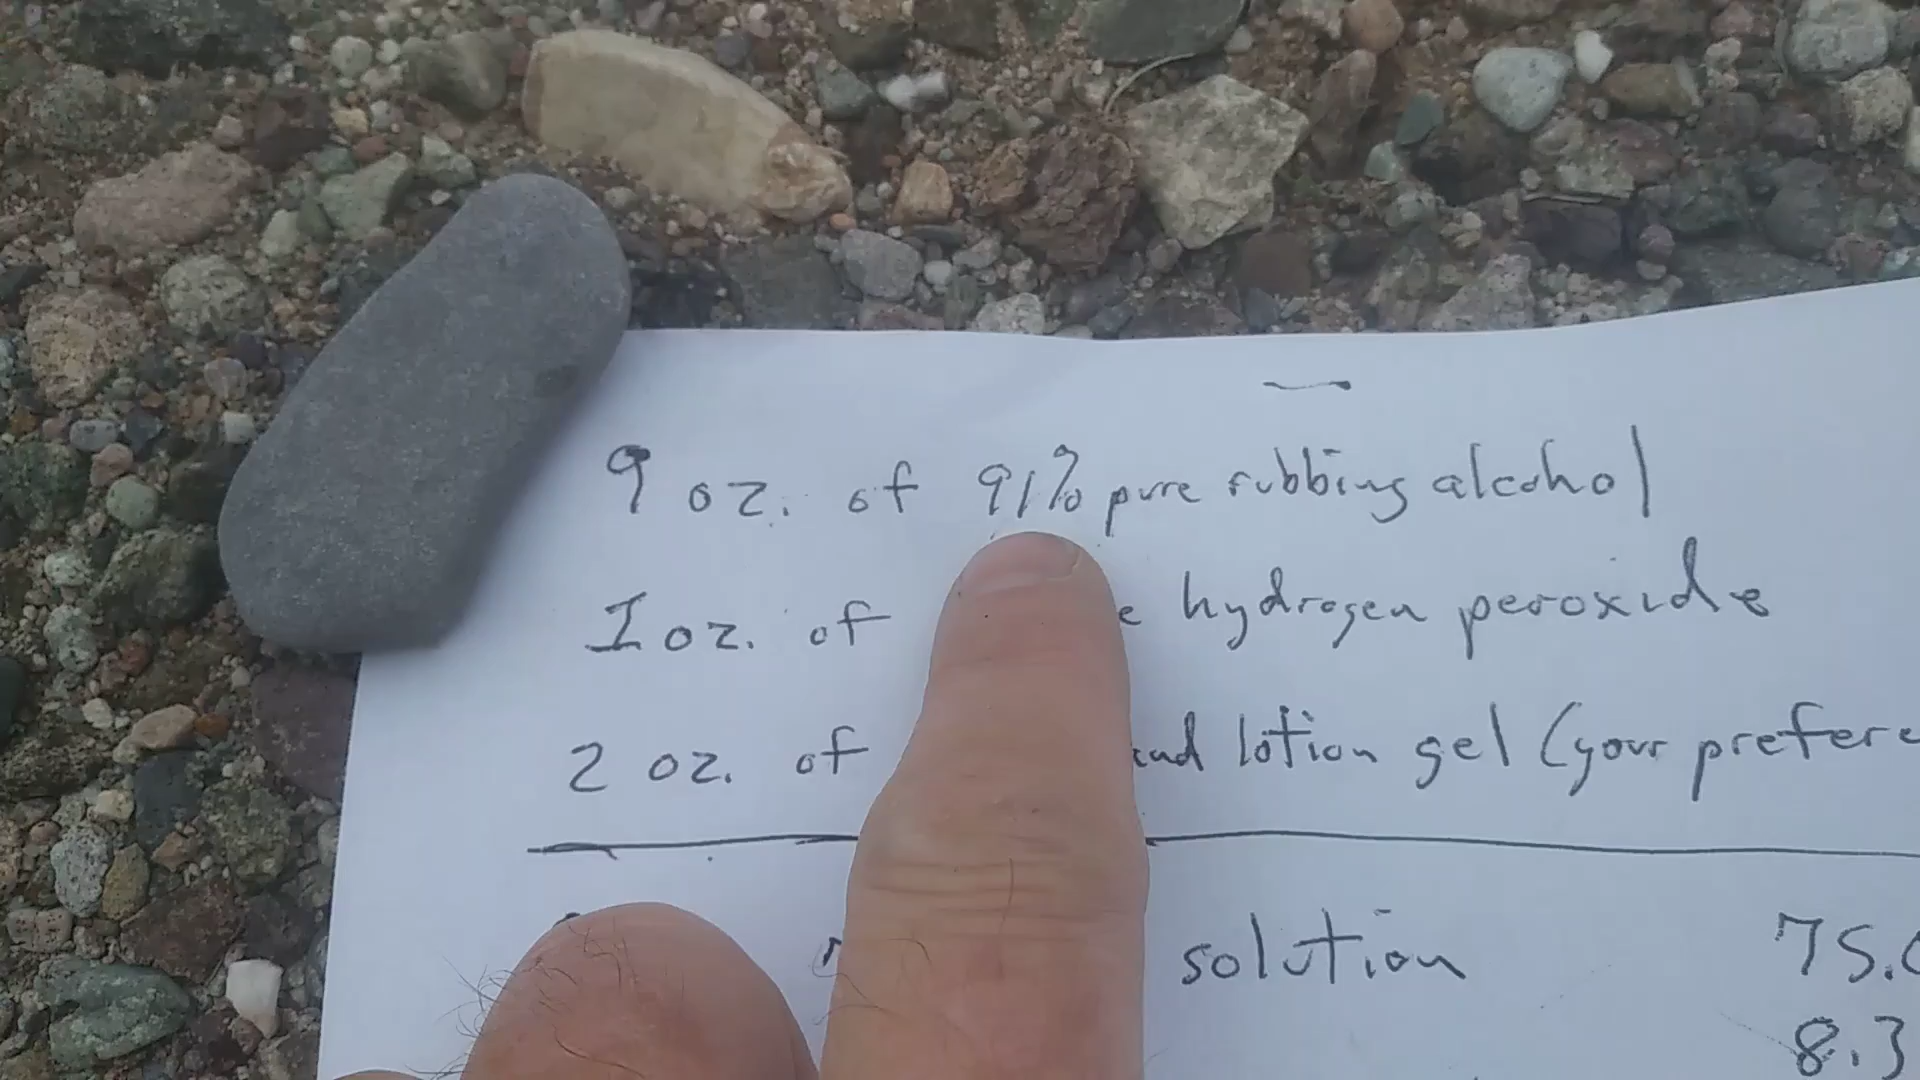 9 oz. of 91% pure rubbing alcohol
1 oz. of hydrogen peroxide
2 oz. of lotion gel (your
solution 75.
8.3